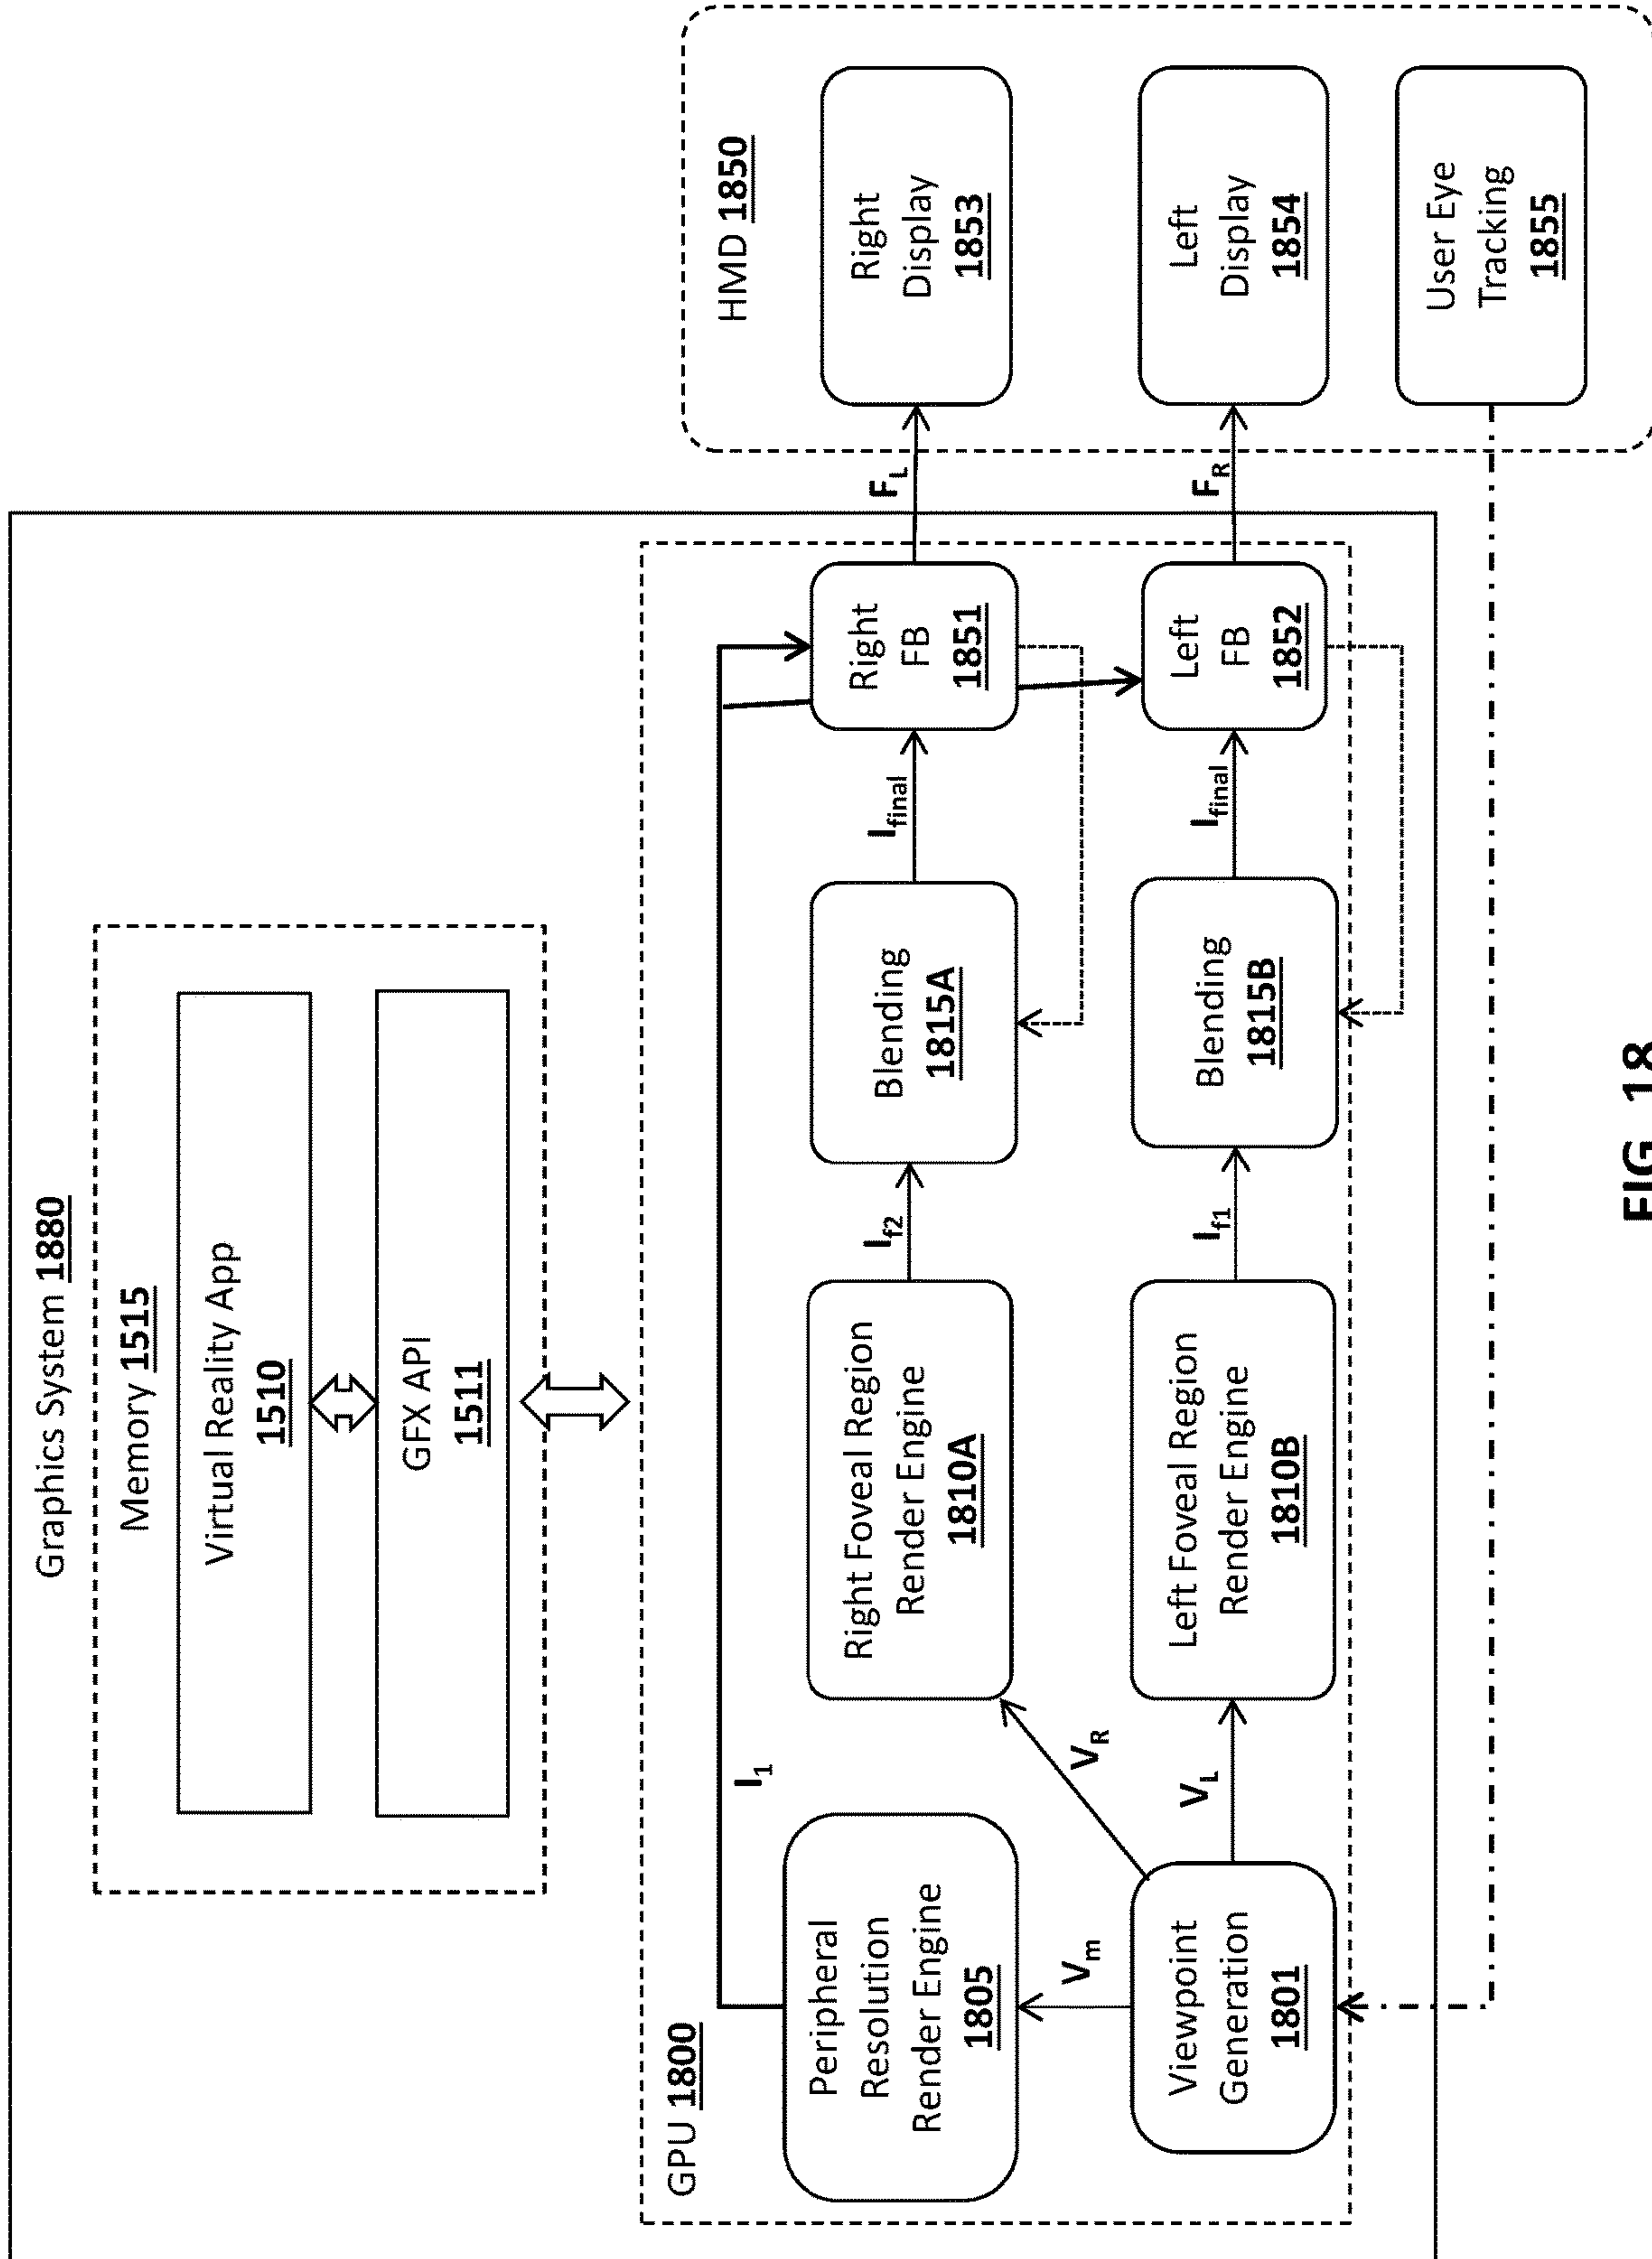 Graphics System 1880
Memory 1515
Virtual Reality App
1510
GFX API
1511
GPU 1800
Peripheral
Resolution
Render Engine
1805
I1
Vm
Viewpoint
Generation
1801
VR
VL
Right Foveal Region
Render Engine
1810A
Left Foveal Region
Render Engine
1810B
If2
If1
Blending
1815A
Blending
1815B
Ifinal
Ifinal
Right
FB
1851
Left
FB
1852
FL
FR
HMD 1850
Right
Display
1853
Left
Display
1854
User Eye
Tracking
1855
FIG. 18